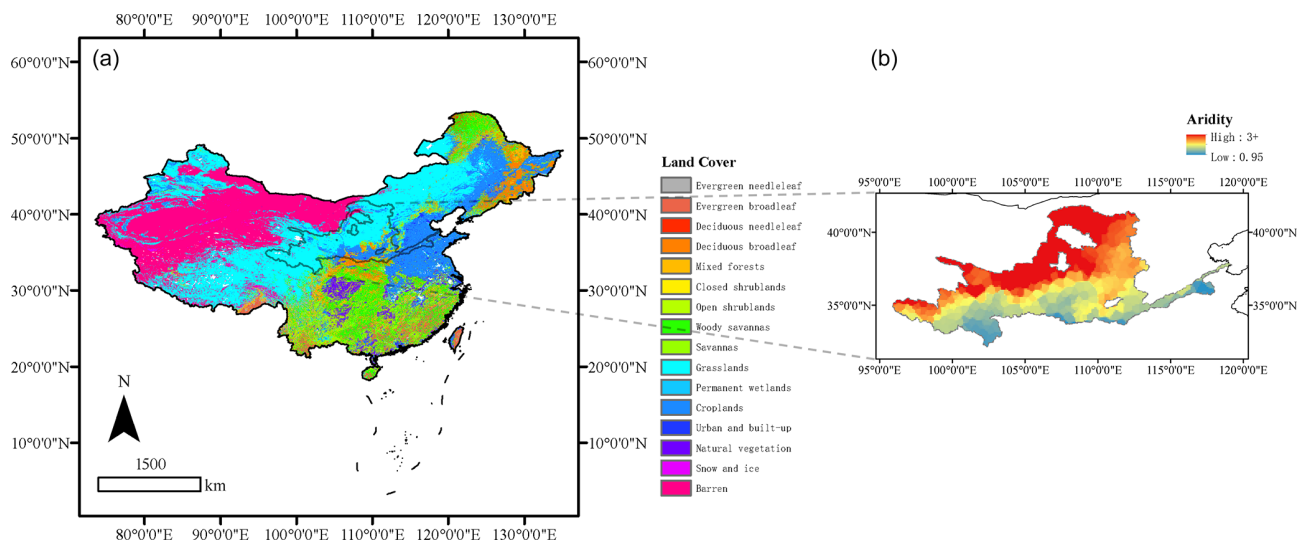 80°0'0"E 90°0'0"E 100°0'0"E 110°0'0"E 120°0'0"E 130°0'0"E
(a)
60°0'0"N 60°0'0"N
50°0'0"N 50°0'0"N
40°0'0"N 40°0'0"N
30°0'0"N 30°0'0"N
20°0'0"N 20°0'0"N
10°0'0"N 10°0'0"N
N
1500
km
80°0'0"E 90°0'0"E 100°0'0"E 110°0'0"E 120°0'0"E 130°0'0"E
Land Cover
Evergreen needleleaf
Evergreen broadleaf
Deciduous needleleaf
Deciduous broadleaf
Mixed forests
Closed shrublands
Open shrublands
Woody savannas
Savannas
Grasslands
Permanent wetlands
Croplands
Urban and built-up
Natural vegetation
Snow and ice
Barren
(b)
Aridity
High : 3+
Low : 0.95
95°0'0"E 100°0'0"E 105°0'0"E 110°0'0"E 115°0'0"E 120°0'0"E
40°0'0"N 40°0'0"N
35°0'0"N 35°0'0"N
95°0'0"E 100°0'0"E 105°0'0"E 110°0'0"E 115°0'0"E 120°0'0"E